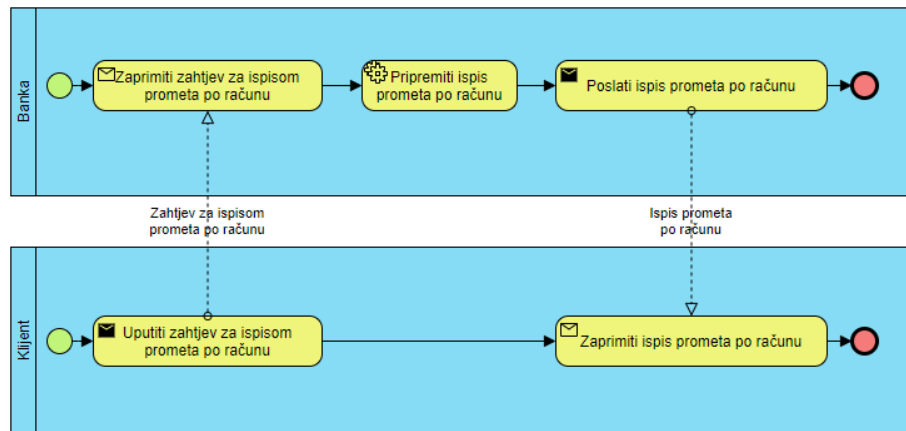 Banka
Zaprimiti zahtjev za ispisom
prometa po računu
Pripremiti ispis
prometa po računu
Poslati ispis prometa po računu
Zahtjev za ispisom
prometa po računu
Ispis prometa
po računu
Klijent
Uputiti zahtjev za ispisom
prometa po računu
Zaprimiti ispis prometa po računu